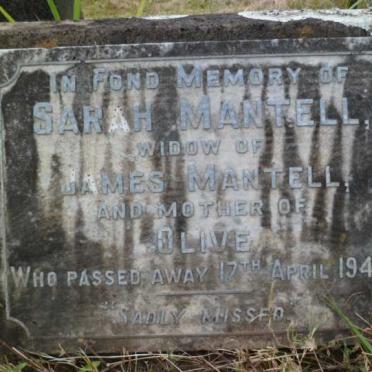 In Fond Memory of
Sarah Mantell,
widow of
James Mantell,
and mother of
Olive
Who passed away 17th April 194
Sadly missed